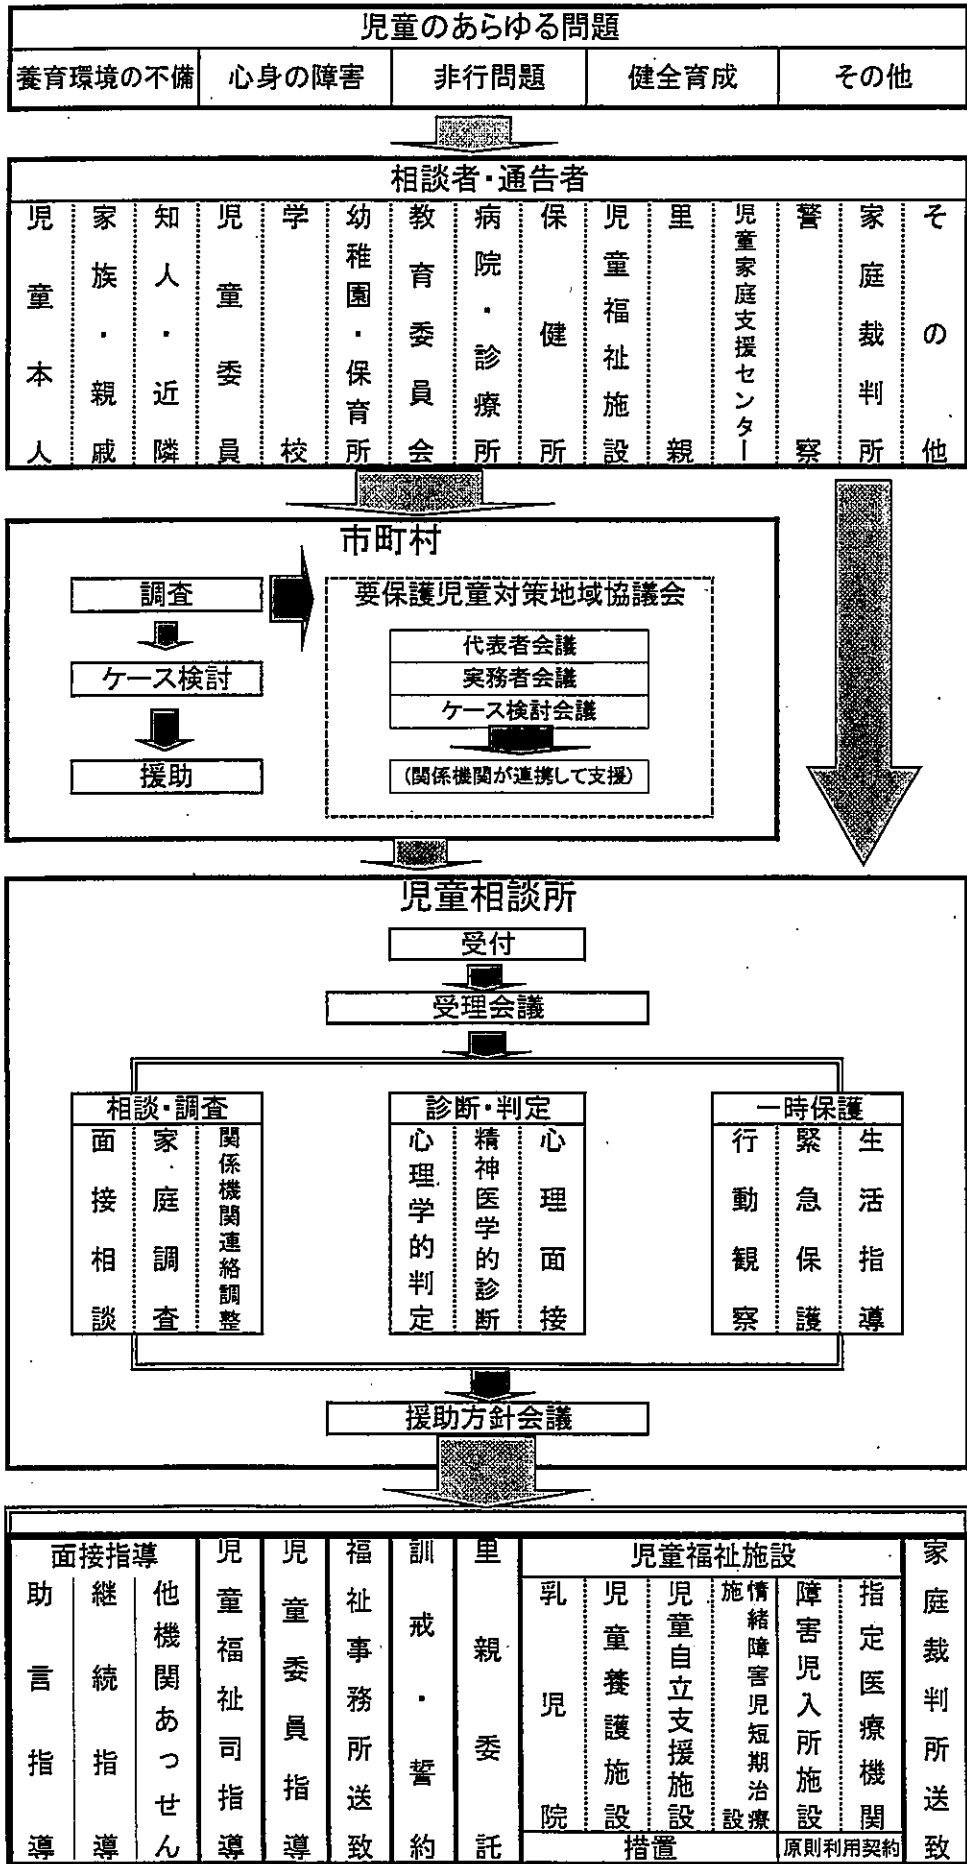 児童のあらゆる問題
養育環境の不備
心身の障害
非行問題
健全育成
その他
相談者・通告者
児童本人
家族・親戚
知人・近隣
児童委員
学校
幼稚園・保育所
教育委員会
病院・診療所
保健所
児童福祉施設
里親
児童家庭支援センター
警察
家庭裁判所
その他
市町村
調査
ケース検討
援助
要保護児童対策地域協議会
代表者会議
実務者会議
ケース検討会議
(関係機関が連携して支援)
児童相談所
受付
受理会議
相談・調査
面接相談
家庭調査
関係機関連絡調整
診断・判定
心理学的判定
精神医学的診断
心理面接
一時保護
行動観察
緊急保護
生活指導
援助方針会議
面接指導
助言指導
継続指導
他機関あっせん
児童福祉司指導
児童委員指導
福祉事務所送致
訓戒・誓約
里親委託
児童福祉施設
乳児院
児童養護施設
児童自立支援施設
情緒障害児短期治療
施設
障害児入所施設
指定医療機関
措置
原則利用契約
家庭裁判所送致